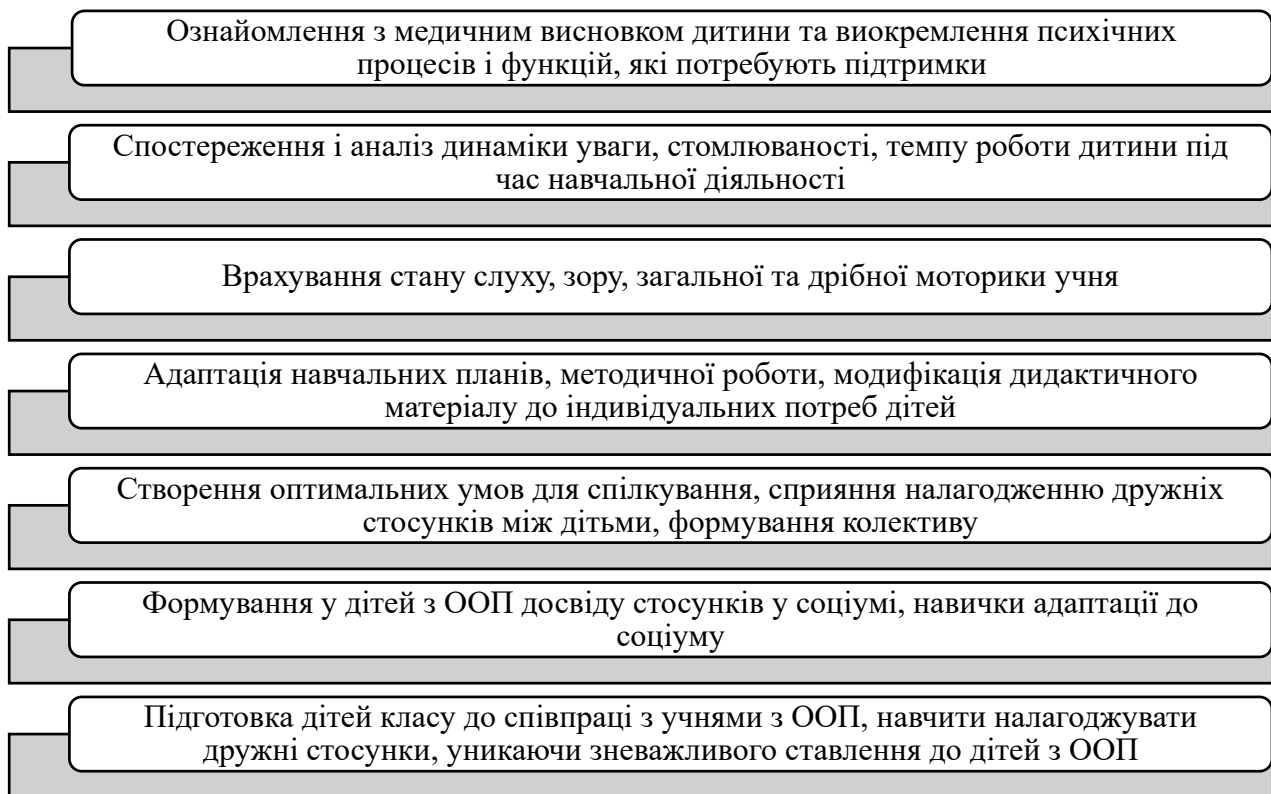 Ознайомлення з медичним висновком дитини та виокремлення психічних
процесів і функцій, які потребують підтримки
Спостереження і аналіз динаміки уваги, стомлюваності, темпу роботи дитини під
час навчальної діяльності
Врахування стану слуху, зору, загальної та дрібної моторики учня
Адаптація навчальних планів, методичної роботи, модифікація дидактичного
матеріалу до індивідуальних потреб дітей
Створення оптимальних умов для спілкування, сприяння налагодженню дружніх
стосунків між дітьми, формування колективу
Формування у дітей з ООП досвіду стосунків у соціумі, навички адаптації до
соціуму
Підготовка дітей класу до співпраці з учнями з ООП, навчити налагоджувати
дружні стосунки, уникаючи зневажливого ставлення до дітей з ООП